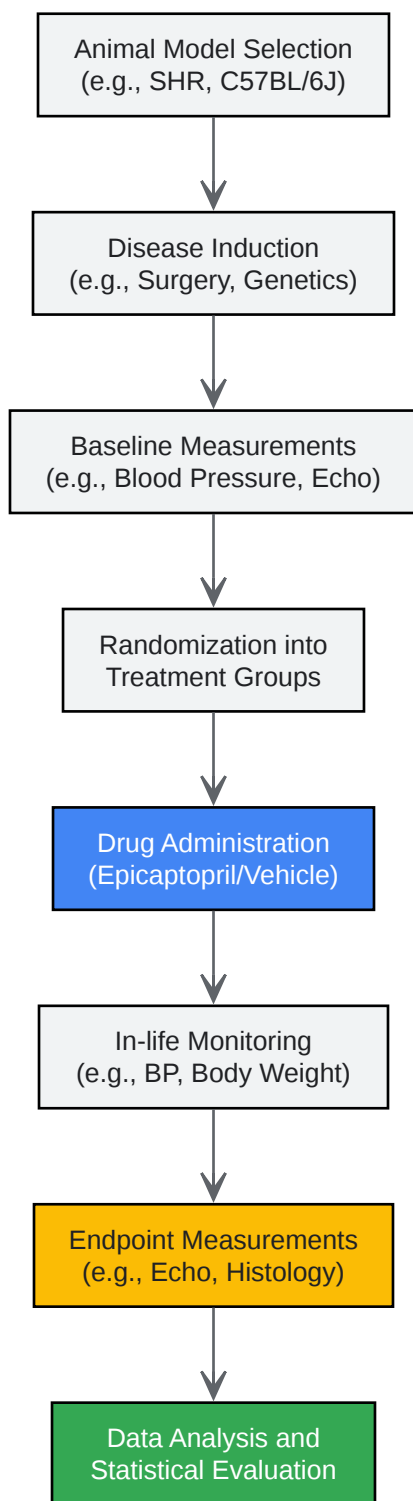 Animal Model Selection
(e.g., SHR, C57BL/6J)
Disease Induction
(e.g., Surgery, Genetics)
Baseline Measurements
(e.g., Blood Pressure, Echo)
Randomization into
Treatment Groups
Drug Administration
(Epicaptopril/Vehicle)
In-life Monitoring
(e.g., BP, Body Weight)
Endpoint Measurements
(e.g., Echo, Histology)
Data Analysis and
Statistical Evaluation